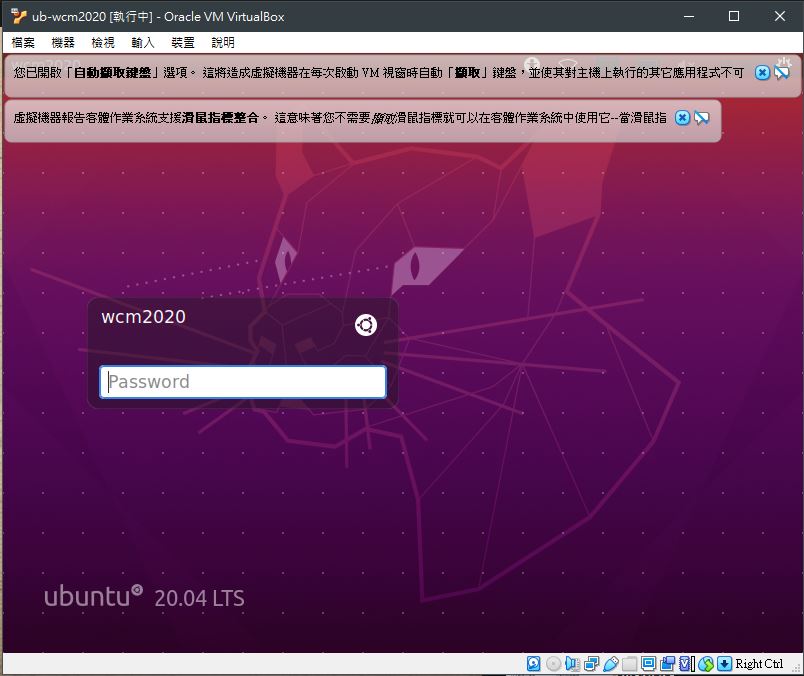 ub-wcm2020 [執行中] - Oracle VM VirtualBox
檔案 機器 檢視 輸入 裝置 說明
您已開啟「自動擷取鍵盤」選項。 這將造成虛擬機器在每次啟動 VM 視窗時自動「擷取」鍵盤，並使其對主機上執行的其它應用程式不可
虛擬機器報告客體作業系統支援滑鼠指標整合。 這意味著您不需要擷取滑鼠指標就可以在客體作業系統中使用它--當滑鼠指
wcm2020
Password
ubuntu 20.04 LTS
Right Ctrl